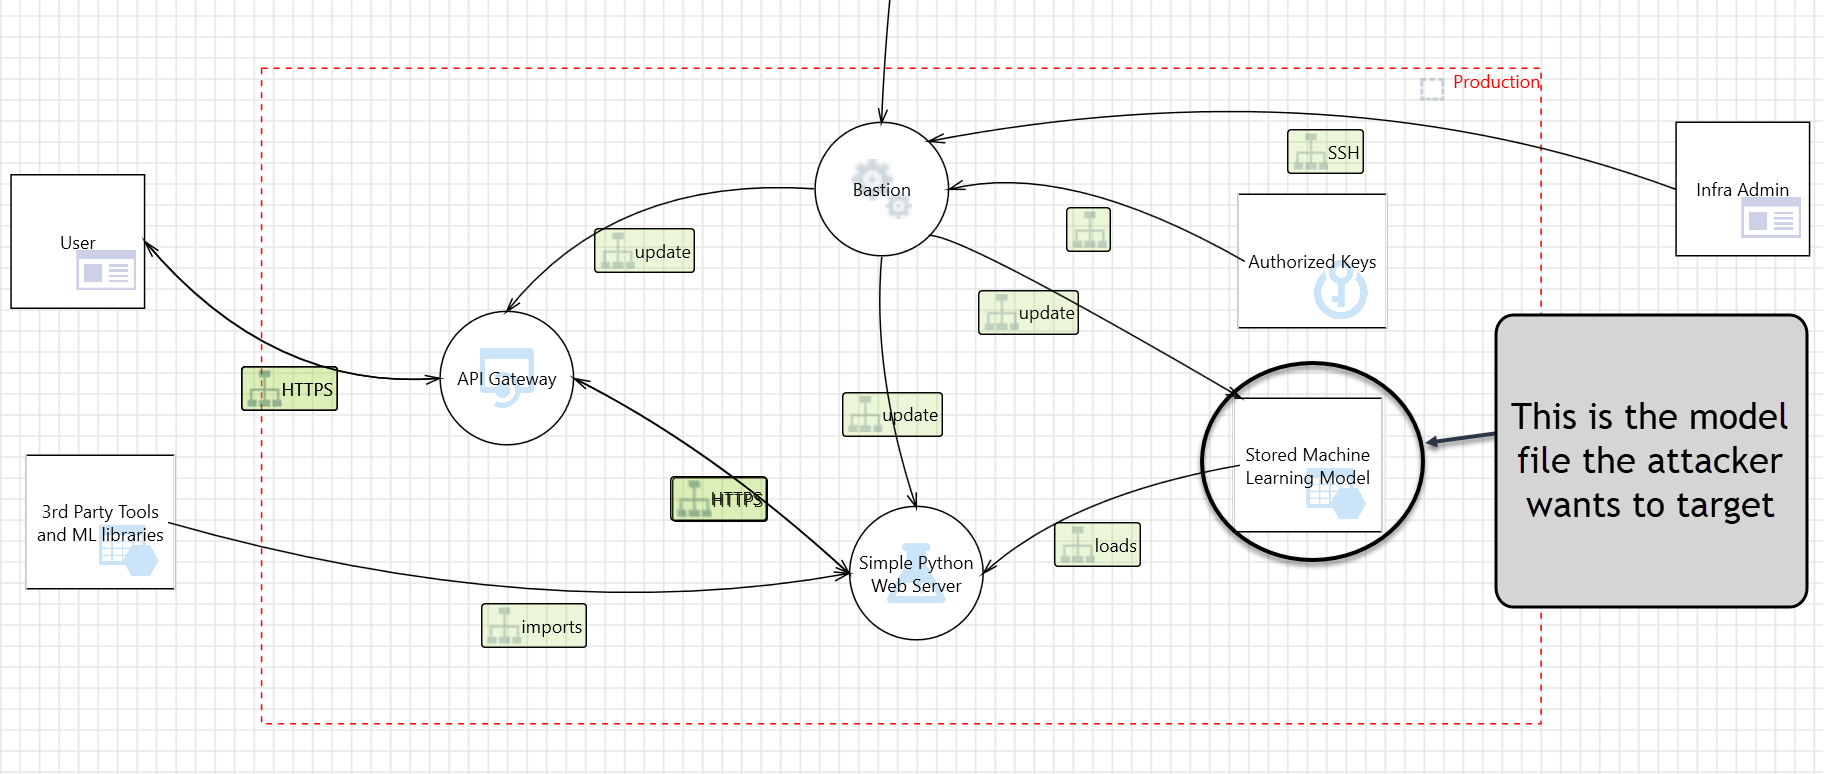 Production
SSH
Infra Admin
Bastion
User
update
Authorized Keys
update
HTTPS
API Gateway
update
This is the model
file the attacker
wants to target
Stored Machine
Learning Model
HTTPS
3rd Party Tools
and ML libraries
loads
Simple Python
Web Server
imports